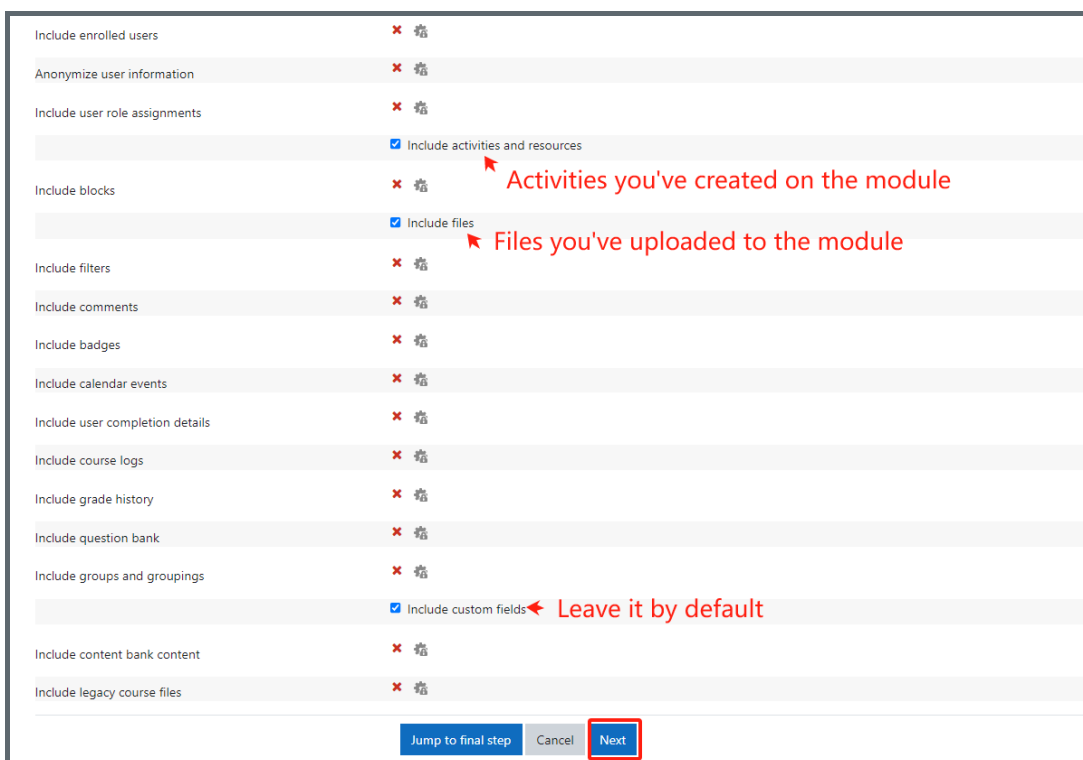 Include enrolled users
Anonymize user information
Include user role assignments
Include activities and resources
Activities you've created on the module
Include blocks
Include files
Files you've uploaded to the module
Include filters
Include comments
Include badges
Include calendar events
Include user completion details
Include course logs
Include grade history
Include question bank
Include groups and groupings
Include custom fields Leave it by default
Include content bank content
Include legacy course files
Jump to final step Cancel Next